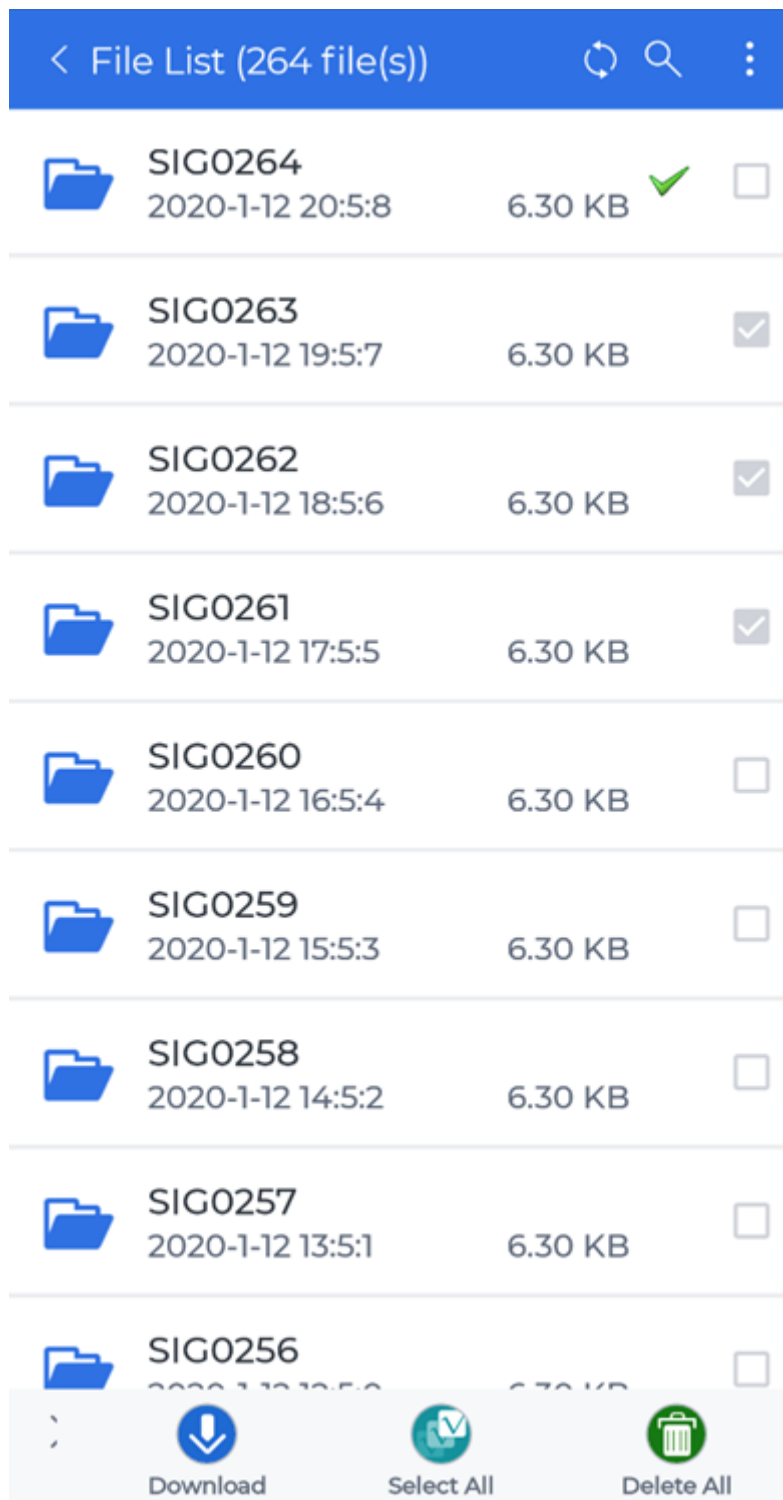 File List (264 file(s))
SIG0264
2020-1-12 20:5:8 6.30 KB
SIG0263
2020-1-12 19:5:7 6.30 KB
SIG0262
2020-1-12 18:5:6 6.30 KB
SIG0261
2020-1-12 17:5:5 6.30 KB
SIG0260
2020-1-12 16:5:4 6.30 KB
SIG0259
2020-1-12 15:5:3 6.30 KB
SIG0258
2020-1-12 14:5:2 6.30 KB
SIG0257
2020-1-12 13:5:1 6.30 KB
SIG0256
Download Select All Delete All